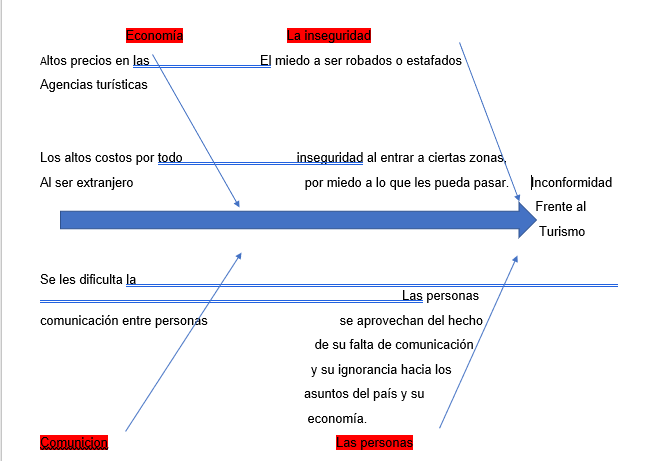 Economía La inseguridad
Altos precios en las El miedo a ser robados o estafados
Agencias turísticas
Los altos costos por todo inseguridad al entrar a ciertas zonas,
Al ser extranjero por miedo a lo que les pueda pasar. Inconformidad
Frente al
Turismo
Se les dificulta la
Las personas
comunicación entre personas se aprovechan del hecho
de su falta de comunicación
y su ignorancia hacia los
asuntos del país y su
economía.
Comunicion Las personas